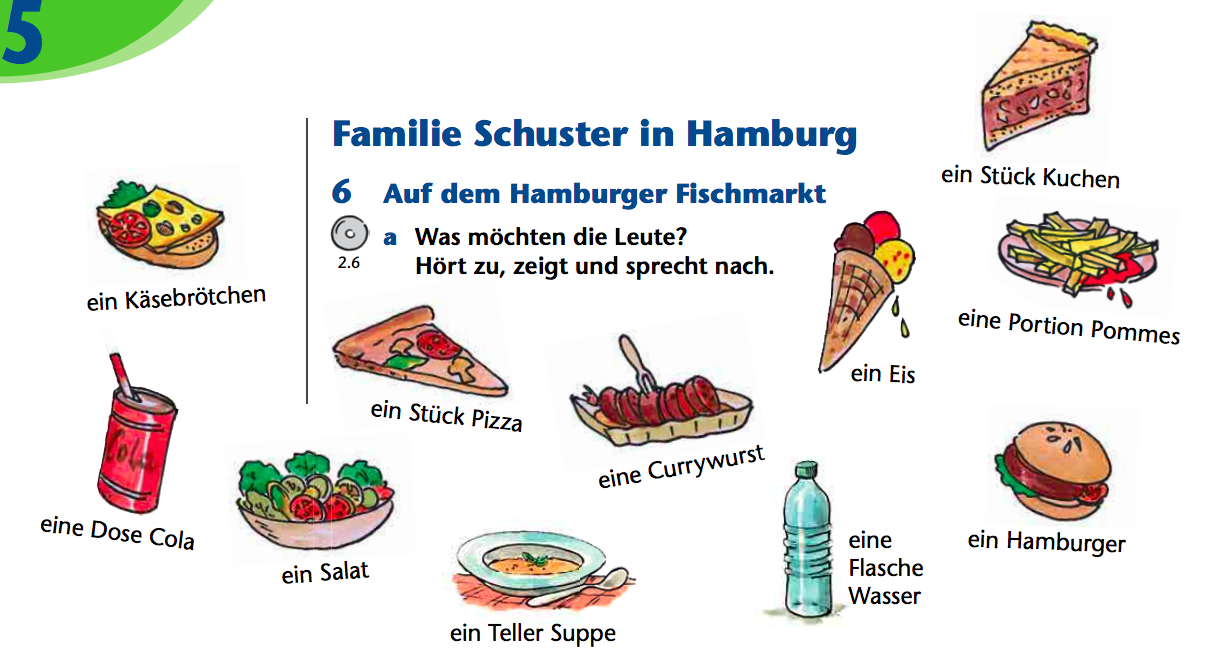 5
Familie Schuster in Hamburg
6 Auf dem Hamburger Fischmarkt
2.6
a Was möchten die Leute?
Hört zu, zeigt und sprecht nach.
ein Stück Kuchen
ein Käsebrötchen
eine Portion Pommes
ein Eis
ein Stück Pizza
eine Currywurst
Cola
eine Dose Cola
ein Salat
ein Hamburger
eine
Flasche
Wasser
ein Teller Suppe